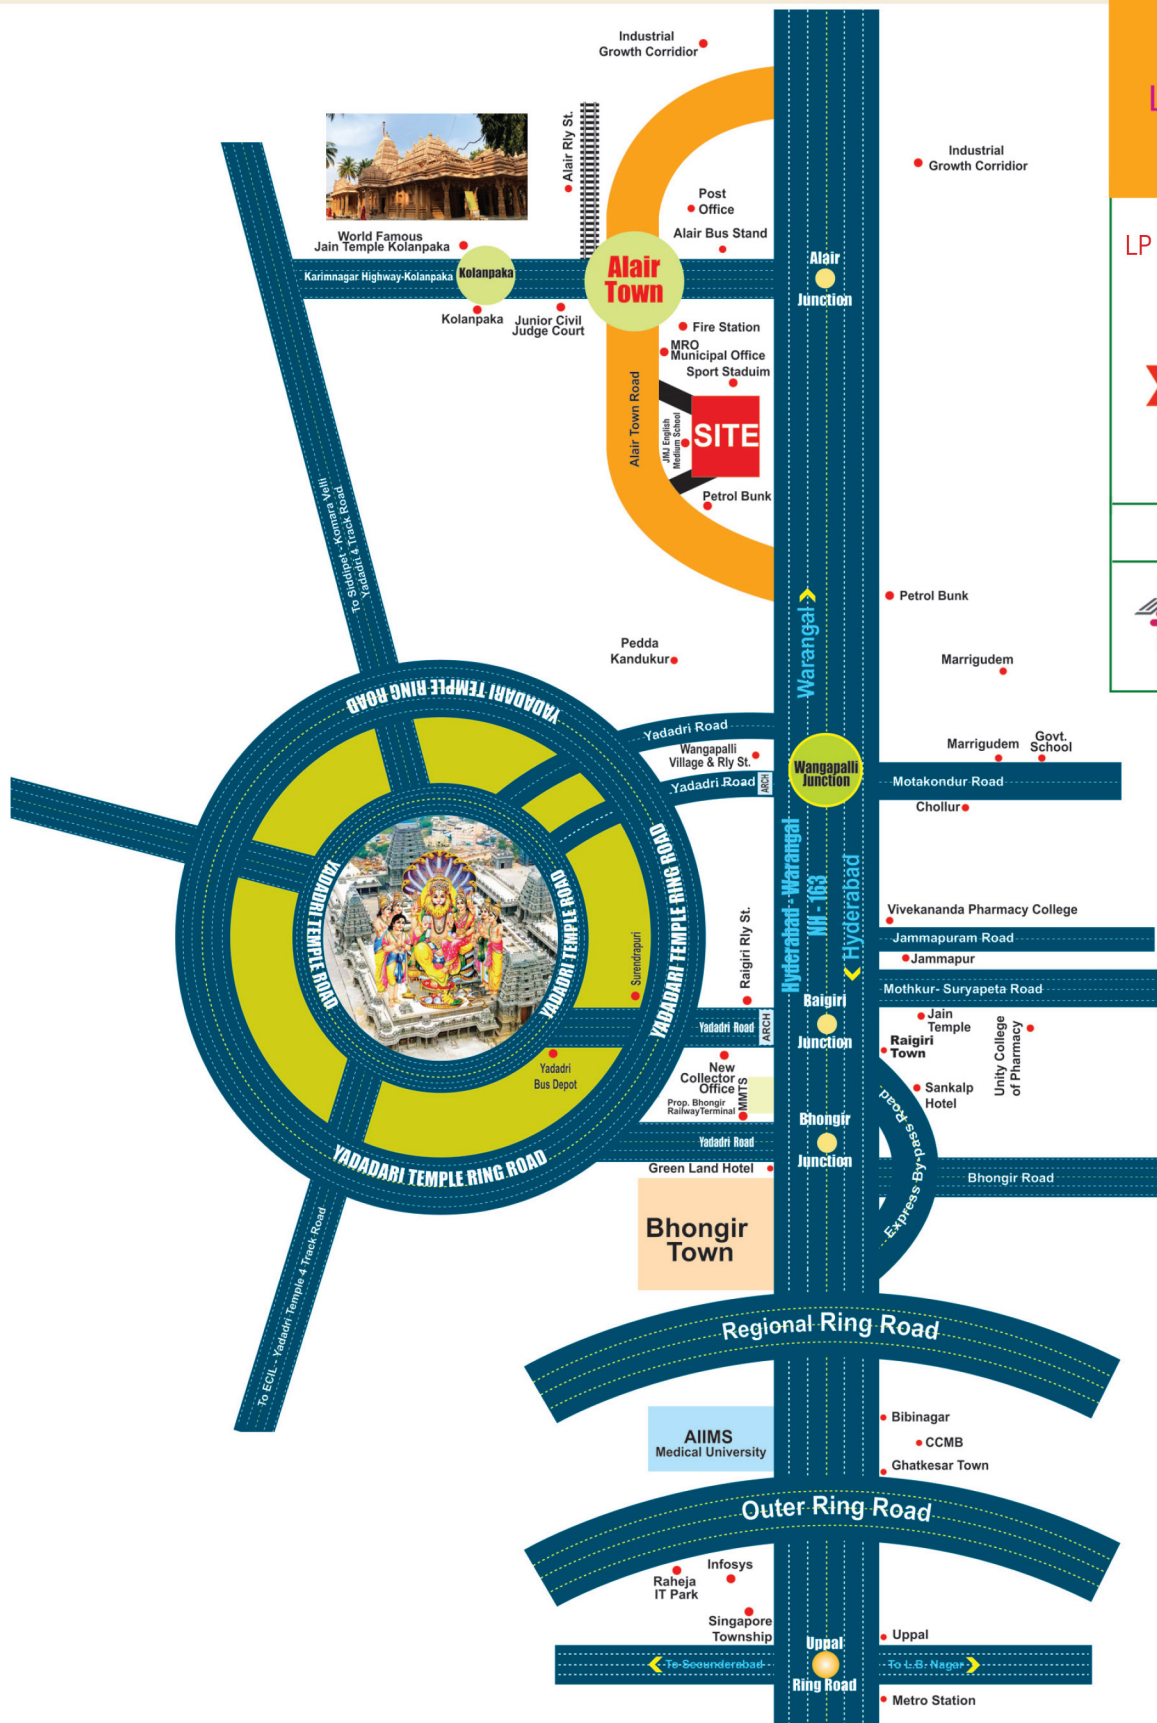 Industrial
Growth Corridior
L
Alair Rly St.
Industrial
Growth Corridior
Post
Office
Alair Bus Stand
World Famous
Jain Temple Kolanpaka
LP
Karimnagar Highway-Kolanpaka
Kolanpaka
Alair
Town
Alair
Junction
Kolanpaka
Junior Civil
Judge Court
Fire Station
MRO
Municipal Office
Sport Staduim
Alair Town Road
JMJ English
Medium School
SITE
Petrol Bunk
To Siddipet - Komara Velli
Yadadri 4 Track Road
Petrol Bunk
Warangal
Pedda
Kandukur
Marrigudem
YADADARI TEMPLE RING ROAD
Yadadri Road
Wangapalli
Village & Rly St.
Yadadri Road
ARCH
Wangapalli
Junction
Marrigudem
Govt.
School
Motakondur Road
Chollur
Hyderabad - Warangal
NH - 163
Hyderabad
YADADRI TEMPLE ROAD
YADADRI TEMPLE ROAD
YADADARI TEMPLE RING ROAD
Surendrapuri
Raigiri Rly St.
Vivekananda Pharmacy College
Jammapuram Road
Jammapur
Mothkur- Suryapeta Road
Baigiri
Junction
Yadadri Road
ARCH
Jain
Temple
Raigiri
Town
Unity College
of Pharmacy
Yadadri
Bus Depot
New
Collector
Office
Prop. Bhongir
RailwayTerminal
MMTS
Sankalp
Hotel
Express By-pass Road
Bhongir
Junction
Yadadri Road
Green Land Hotel
Bhongir Road
YADADARI TEMPLE RING ROAD
Bhongir
Town
To ECIL - Yadadri Temple 4 Track Road
Regional Ring Road
AIIMS
Medical University
Bibinagar
CCMB
Ghatkesar Town
Outer Ring Road
Infosys
Raheja
IT Park
Singapore
Township
Uppal
Uppal
Ring Road
To Secunderabad
To L.B. Nagar
Metro Station